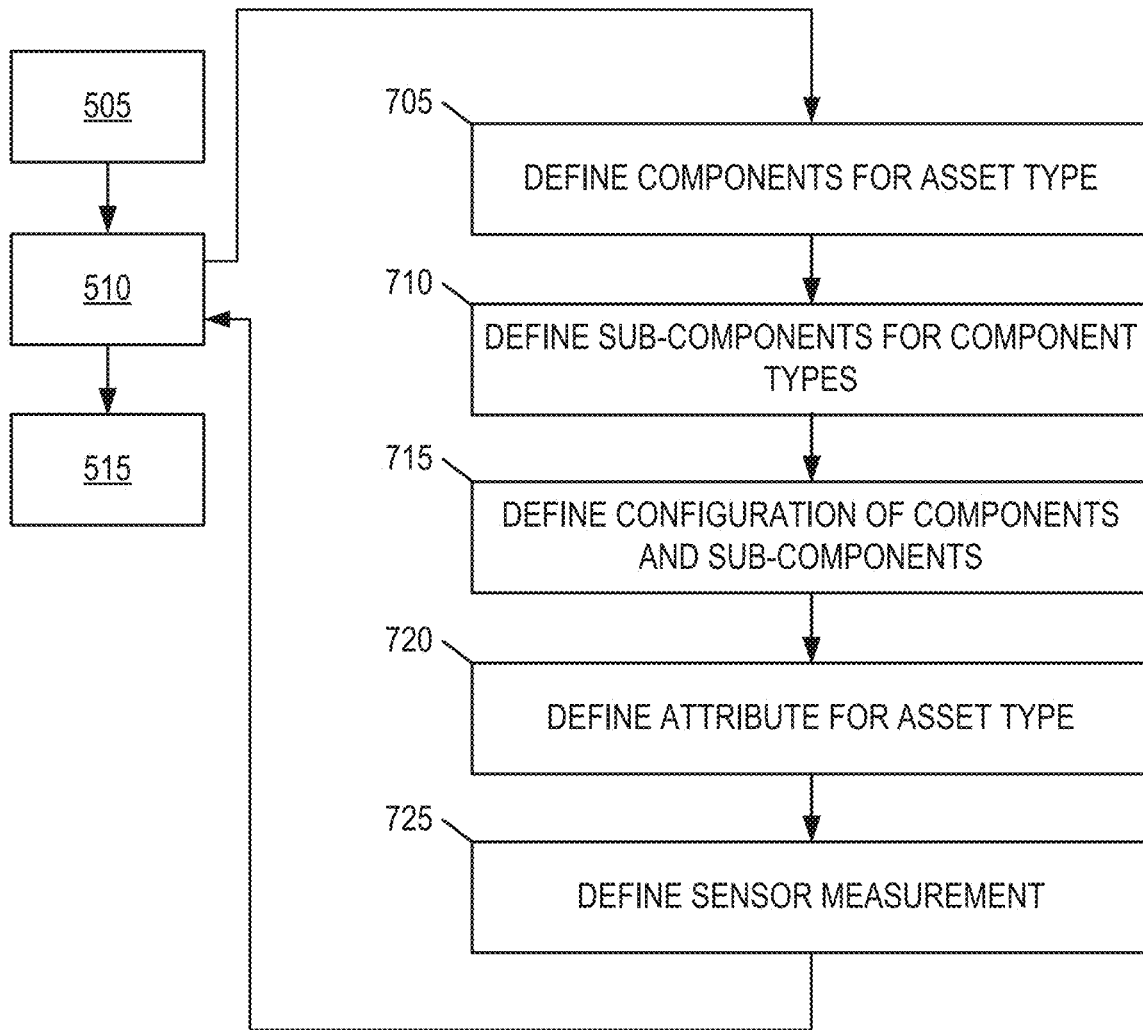 505
510
515
705
DEFINE COMPONENTS FOR ASSET TYPE
710
DEFINE SUB-COMPONENTS FOR COMPONENT
TYPES
715
DEFINE CONFIGURATION OF COMPONENTS
AND SUB-COMPONENTS
720
DEFINE ATTRIBUTE FOR ASSET TYPE
725
DEFINE SENSOR MEASUREMENT